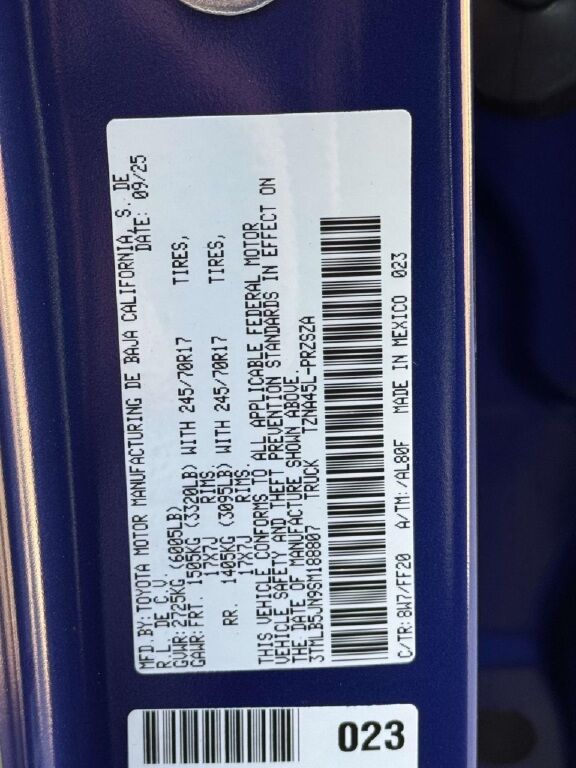 MFD.BY: TOYOTA MOTOR MANUFACTURING DE BAJA CALIFORNIA, S. DE
R.L. DE C.V. DATE: 09/25
GVWR: 2725KG (6005LB)
GAWR: FRT. 1505KG (3320LB) WITH 245/70R17 TIRES,
17X7J RIMS
RR. 1405KG (3095LB) WITH 245/70R17 TIRES,
17X7J RIMS.
THIS VEHICLE CONFORMS TO ALL APPLICABLE FEDERAL MOTOR
VEHICLE SAFETY AND THEFT PREVENTION STANDARDS IN EFFECT ON
THE DATE OF MANUFACTURE SHOWN ABOVE.
3TMLB5JN9SM188807 TRUCK TZNA45L-PRZSZA
C/TR: 8W7/FF20 A/TM: /AL80F MADE IN MEXICO 023
023